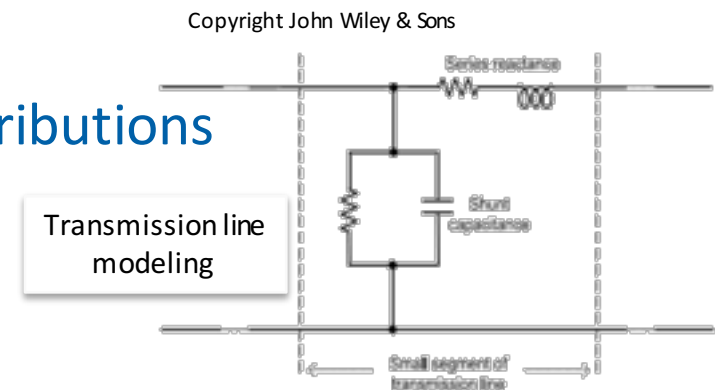 Copyright John Wiley & Sons
Series reactance
ributions
Transmission line
modeling
Shunt
capacitance
Small segment of
transmission line